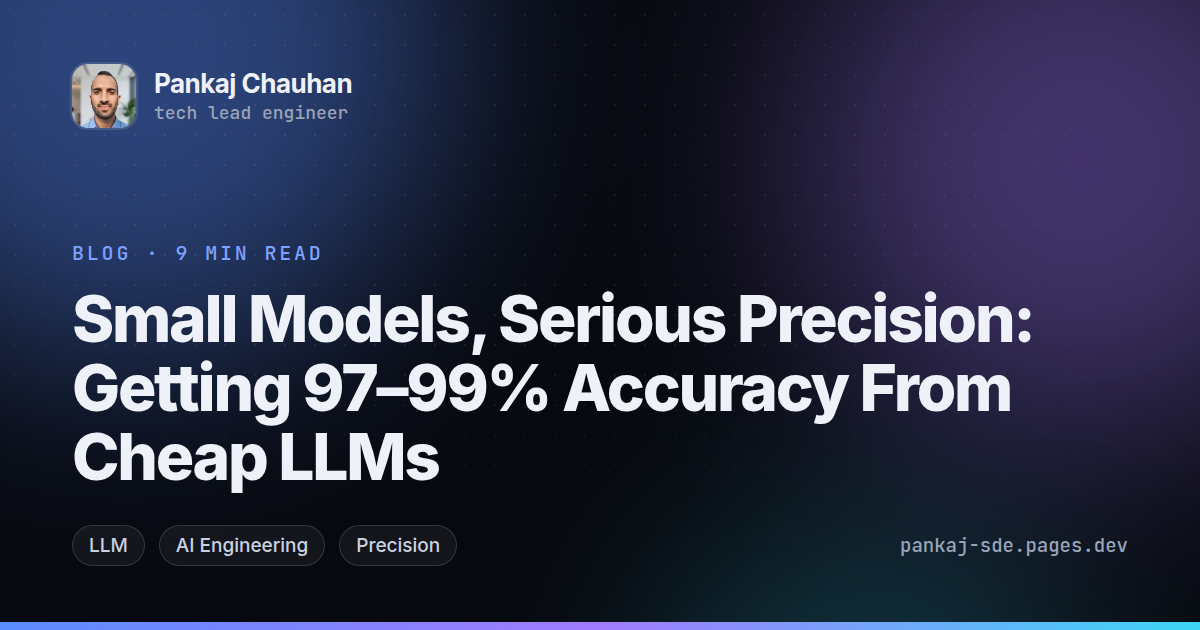 Pankaj Chauhan
tech lead engineer
BLOG · 9 MIN READ
Small Models, Serious Precision:
Getting 97–99% Accuracy From
Cheap LLMs
LLM
AI Engineering
Precision
pankaj-sde.pages.dev